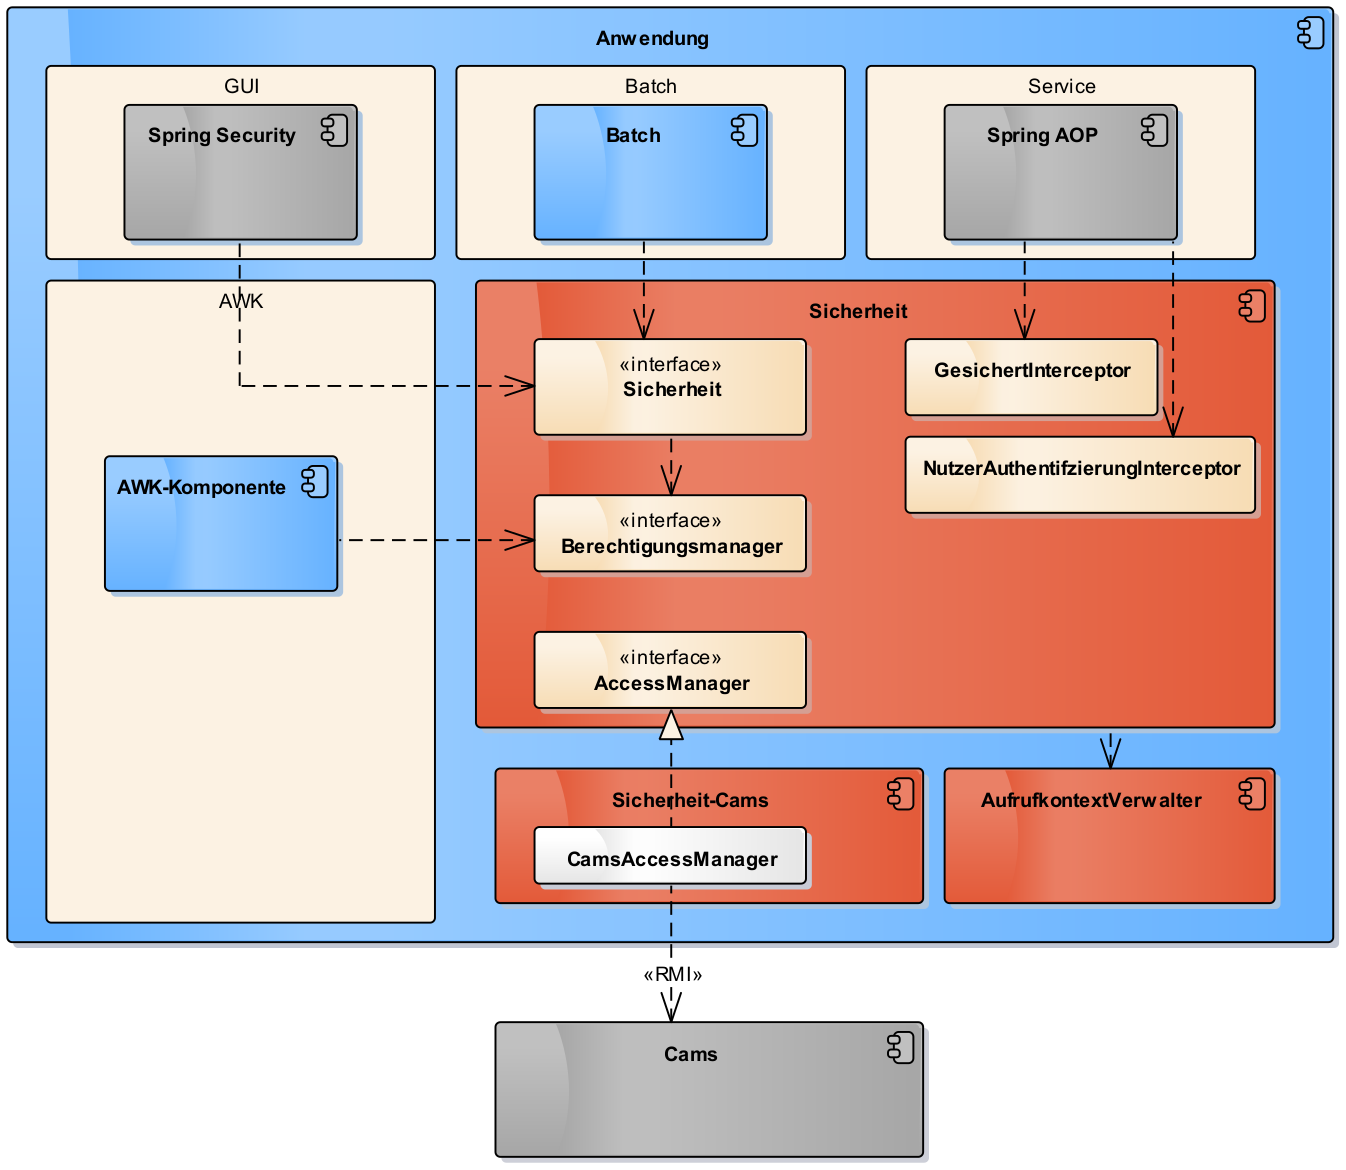 Anwendung
GUI
Batch
Service
Spring Security
Batch
Spring AOP
AWK
Sicherheit
«interface»
Sicherheit
GesichertInterceptor
NutzerAuthentifzierungInterceptor
AWK-Komponente
«interface»
Berechtigungsmanager
«interface»
AccessManager
Sicherheit-Cams
AufrufkontextVerwalter
CamsAccessManager
«RMI»
Cams